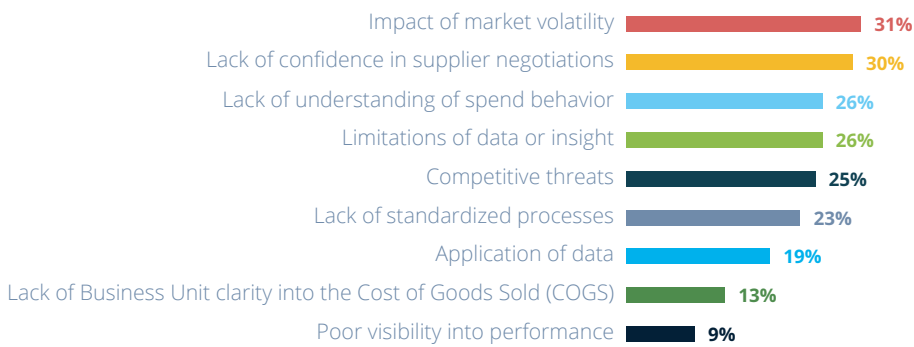 Impact of market volatility 31%
Lack of confidence in supplier negotiations 30%
Lack of understanding of spend behavior 26%
Limitations of data or insight 26%
Competitive threats 25%
Lack of standardized processes 23%
Application of data 19%
Lack of Business Unit clarity into the Cost of Goods Sold (COGS) 13%
Poor visibility into performance 9%